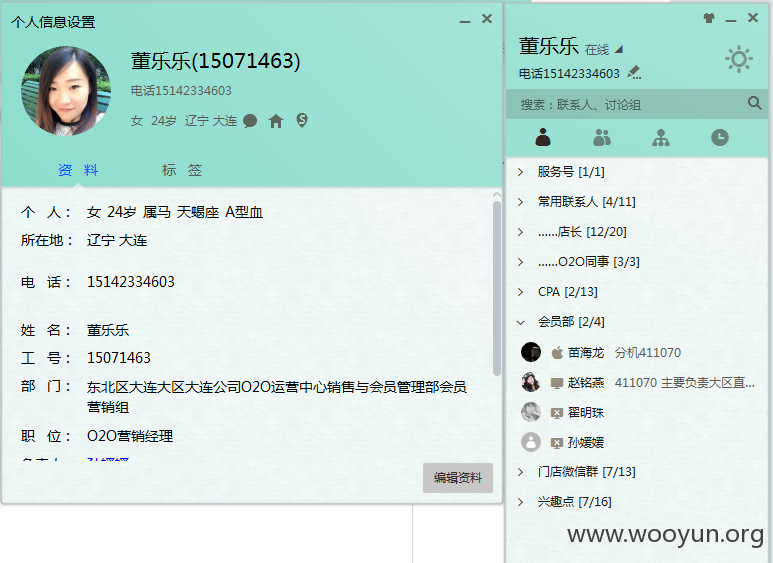 个人信息设置
董乐乐(15071463)
电话15142334603
女 24岁 辽宁 大连
资 料 标 签
个 人： 女 24岁 属马 天蝎座 A型血
所在地： 辽宁 大连
电 话： 15142334603
姓 名： 董乐乐
工 号： 15071463
部 门： 东北区大连大区大连公司O2O运营中心销售与会员管理部会员
营销组
职 位： O2O营销经理
编辑资料
董乐乐 在线
电话15142334603
搜索：联系人、讨论组
服务号 [1/1]
常用联系人 [4/11]
……店长 [12/20]
……O2O同事 [3/3]
CPA [2/13]
会员部 [2/4]
苗海龙 分机411070
赵铭燕 411070 主要负责大区直...
翟明珠
孙媛媛
门店微信群 [7/13]
兴趣点 [7/16]
www.wooyun.org